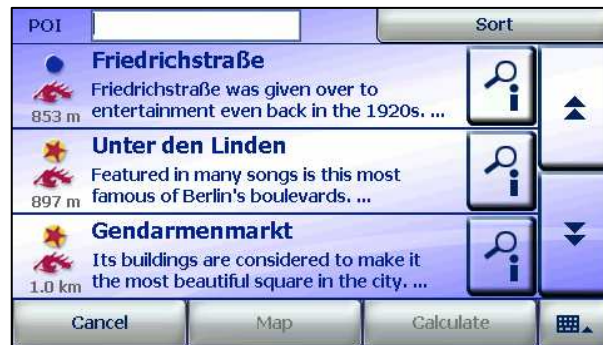 POI
Sort
Friedrichstraße
Friedrichstraße was given over to
entertainment even back in the 1920s. ...
853 m
Unter den Linden
Featured in many songs is this most
famous of Berlin's boulevards. ...
897 m
Gendarmenmarkt
Its buildings are considered to make it
the most beautiful square in the city. ...
1.0 km
Cancel
Map
Calculate